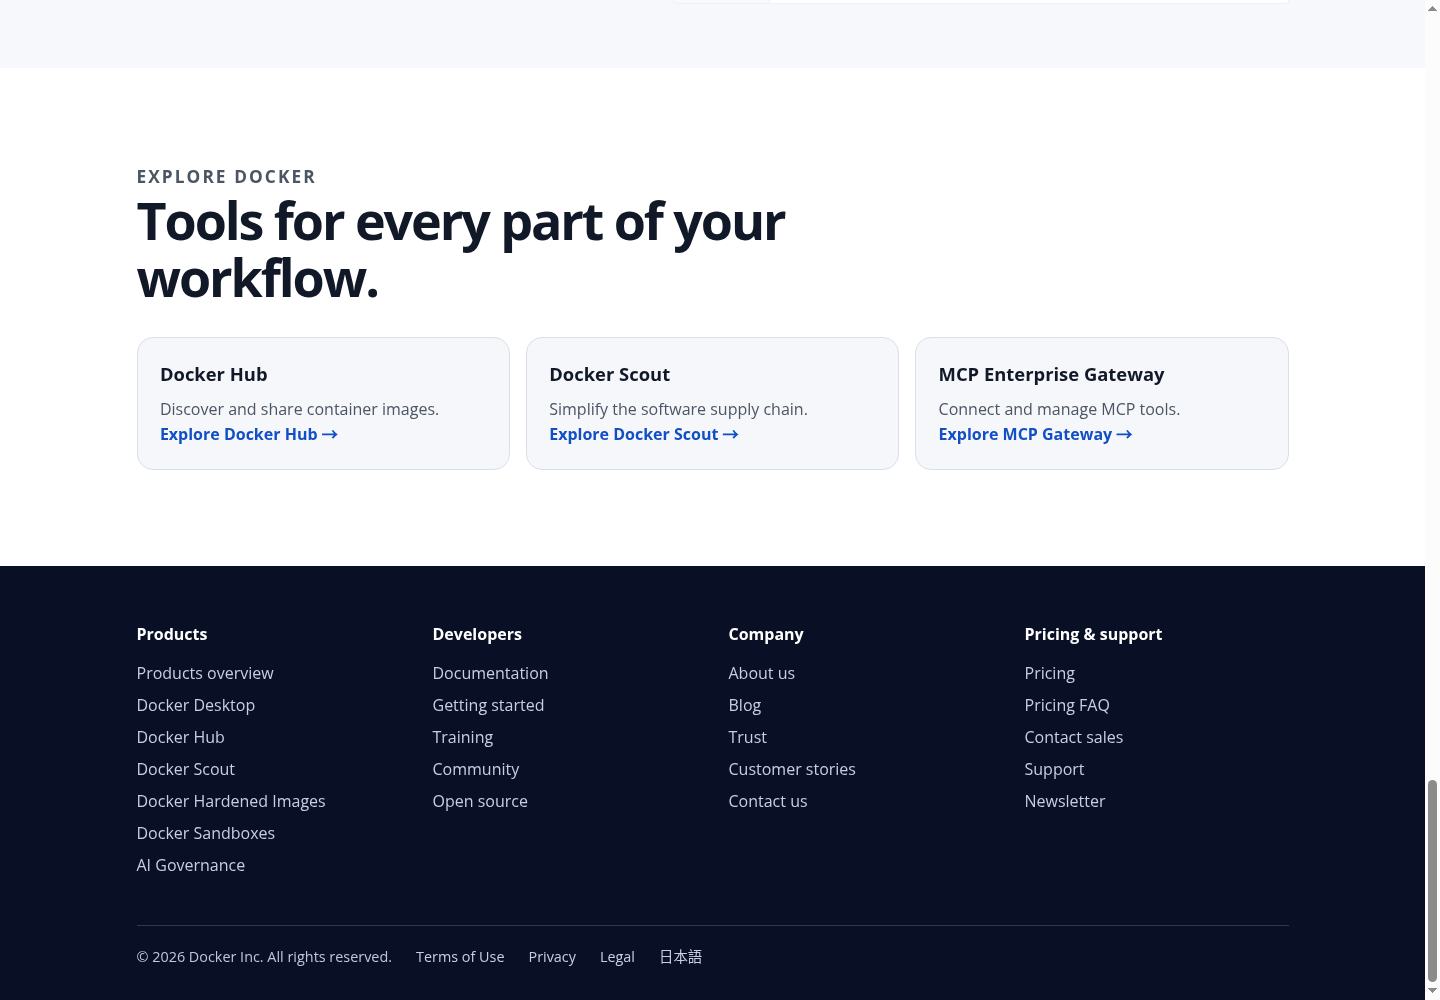 EXPLORE DOCKER
Tools for every part of your
workflow.
Docker Hub
Discover and share container images.
Explore Docker Hub →
Docker Scout
Simplify the software supply chain.
Explore Docker Scout →
MCP Enterprise Gateway
Connect and manage MCP tools.
Explore MCP Gateway →
Products
Products overview
Docker Desktop
Docker Hub
Docker Scout
Docker Hardened Images
Docker Sandboxes
AI Governance
Developers
Documentation
Getting started
Training
Community
Open source
Company
About us
Blog
Trust
Customer stories
Contact us
Pricing & support
Pricing
Pricing FAQ
Contact sales
Support
Newsletter
© 2026 Docker Inc. All rights reserved. Terms of Use Privacy Legal 日本語